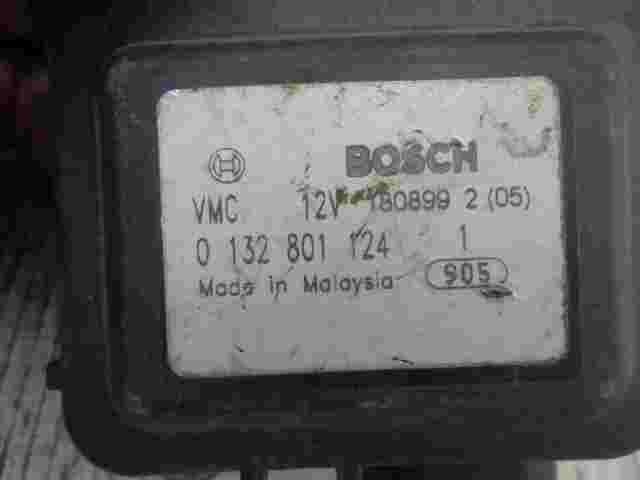 BOSCH
VMC 12V 180899 2 (05)
0 132 801 124 1
Made in Malaysia 905